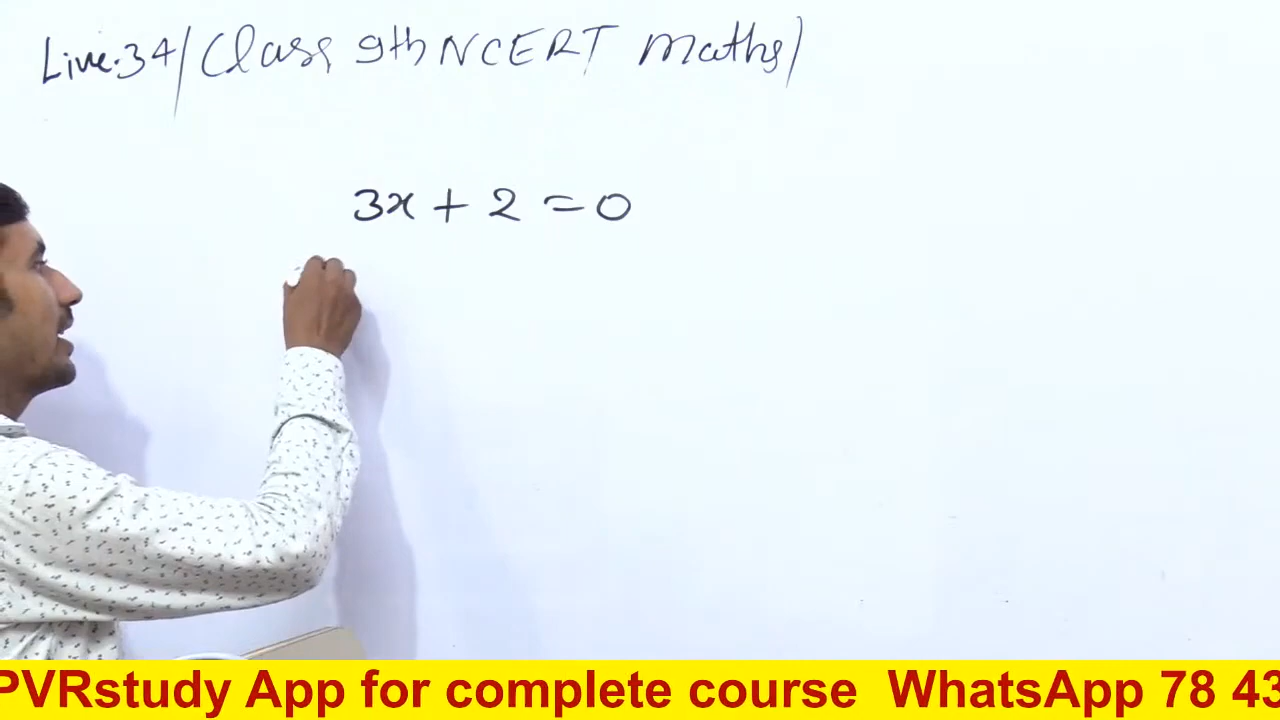 Live.34/Class 9th NCERT Maths/
3x + 2 = 0
PVRstudy App for complete course WhatsApp 78 43